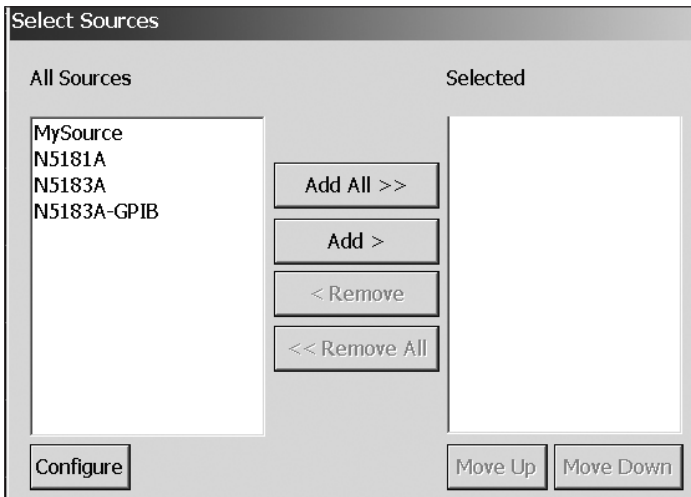 Select Sources
All Sources
Selected
MySource
N5181A
N5183A
N5183A-GPIB
Add All >>
Add >
< Remove
<< Remove All
Configure
Move Up
Move Down